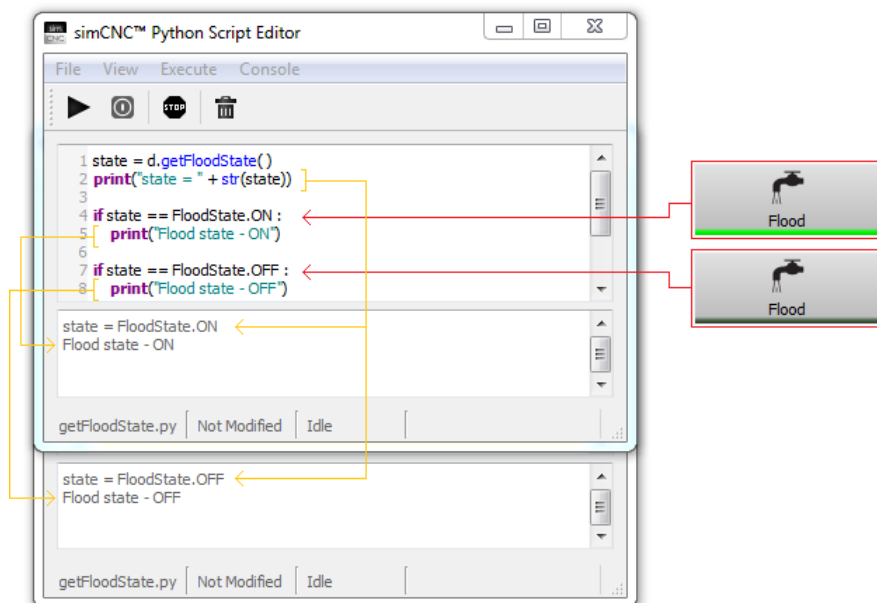 simCNC™ Python Script Editor
File View Execute Console
STOP
1 state = d.getFloodState( )
2 print("state = " + str(state))
3
4 if state == FloodState.ON :
5 print("Flood state - ON")
6
7 if state == FloodState.OFF :
8 print("Flood state - OFF")
Flood
Flood
state = FloodState.ON
Flood state - ON
getFloodState.py Not Modified Idle
state = FloodState.OFF
Flood state - OFF
getFloodState.py Not Modified Idle